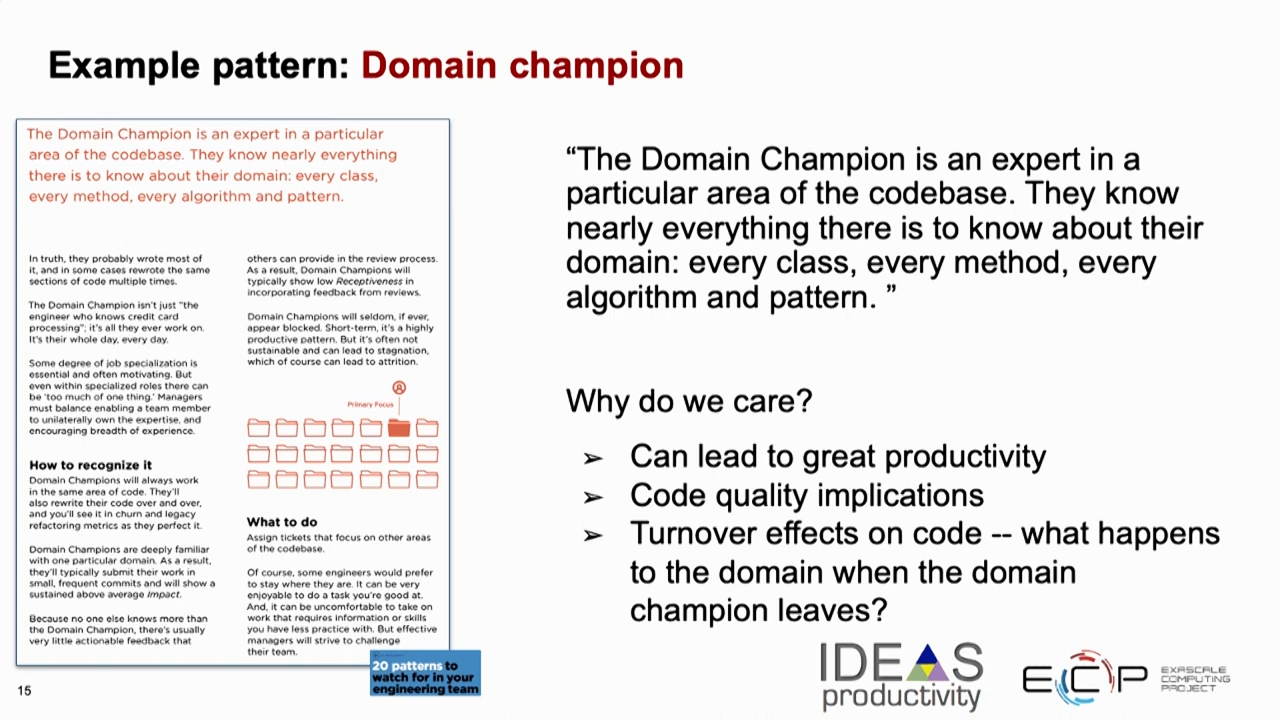 Example pattern: Domain champion
The Domain Champion is an expert in a particular
area of the codebase. They know nearly everything
there is to know about their domain: every class,
every method, every algorithm and pattern.
In truth, they probably wrote most of
it, and in some cases rewrote the same
sections of code multiple times.
The Domain Champion isn't just "the
engineer who knows credit card
processing"; it's all they ever work on.
It's their whole day, every day.
Some degree of job specialization is
essential and often motivating. But
even within specialized roles there can
be 'too much of one thing.' Managers
must balance enabling a team member
to unilaterally own the expertise, and
encouraging breadth of experience.
How to recognize it
Domain Champions will always work
in the same area of code. They'll
also rewrite their code over and over,
and you'll see it in churn and legacy
refactoring metrics as they perfect it.
Domain Champions are deeply familiar
with one particular domain. As a result,
they'll typically submit their work in
small, frequent commits and will show a
sustained above average Impact.
Because no one else knows more than
the Domain Champion, there's usually
very little actionable feedback that
others can provide in the review process.
As a result, Domain Champions will
typically show low Receptiveness in
incorporating feedback from reviews.
Domain Champions will seldom, if ever,
appear blocked. Short-term, it's a highly
productive pattern. But it's often not
sustainable and can lead to stagnation,
which of course can lead to attrition.
Primary Focus
What to do
Assign tickets that focus on other areas
of the codebase.
Of course, some engineers would prefer
to stay where they are. It can be very
enjoyable to do a task you're good at.
And, it can be uncomfortable to take on
work that requires information or skills
you have less practice with. But effective
managers will strive to challenge
their team.
20 patterns to
watch for in your
engineering team
“The Domain Champion is an expert in a
particular area of the codebase. They know
nearly everything there is to know about their
domain: every class, every method, every
algorithm and pattern. ”
Why do we care?
➢ Can lead to great productivity
➢ Code quality implications
➢ Turnover effects on code -- what happens
to the domain when the domain
champion leaves?
15
IDEAS
productivity
ECP
EXASCALE
COMPUTING
PROJECT